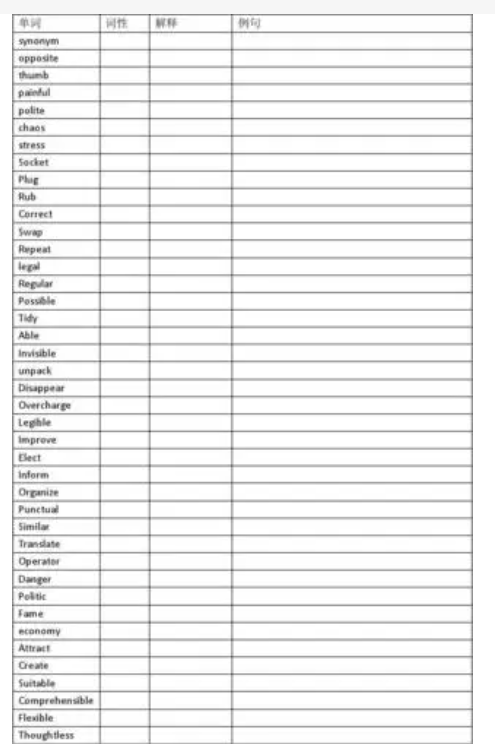 单词 词性 解释 例句
synonym
opposite
thumb
painful
polite
chaos
stress
Socket
Plug
Rub
Correct
Swap
Repeat
legal
Regular
Possible
Tidy
Able
Invisible
unpack
Disappear
Overcharge
Legible
Improve
Elect
Inform
Organize
Punctual
Similar
Translate
Operator
Danger
Politic
Fame
economy
Attract
Create
Suitable
Comprehensible
Flexible
Thoughtless